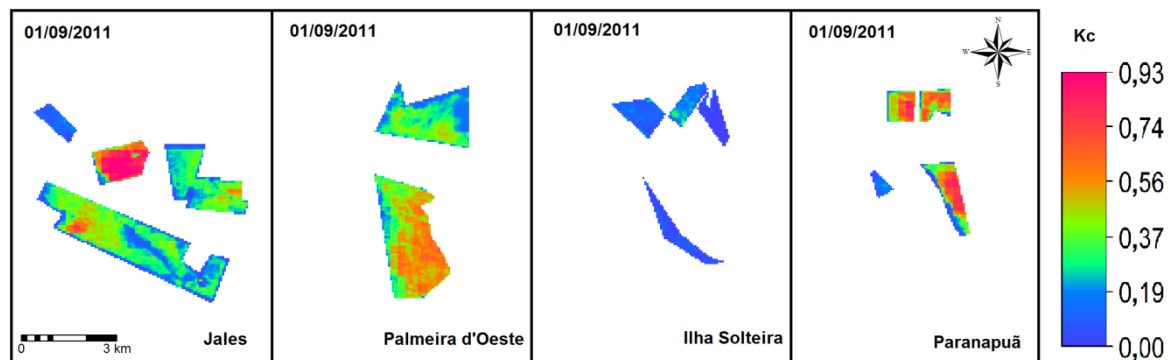 01/09/2011
01/09/2011
01/09/2011
01/09/2011
N
W E
S
Kc
0,93
0,74
0,56
0,37
0,19
0,00
0 3 km
Jales
Palmeira d'Oeste
Ilha Solteira
Paranapuã